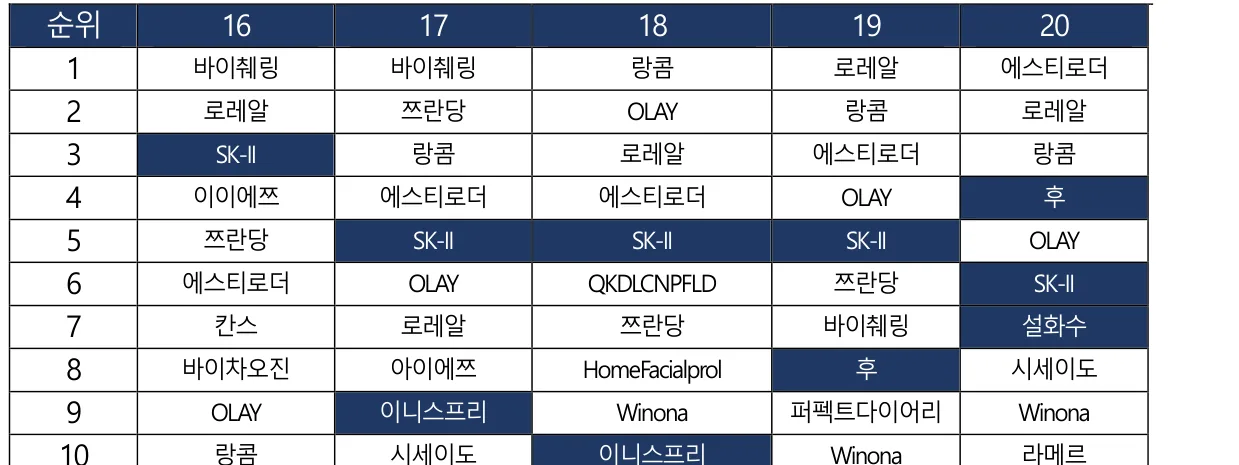 순위 16 17 18 19 20
1 바이췌링 바이췌링 랑콤 로레알 에스티로더
2 로레알 쯔란당 OLAY 랑콤 로레알
3 SK-II 랑콤 로레알 에스티로더 랑콤
4 이이에쯔 에스티로더 에스티로더 OLAY 후
5 쯔란당 SK-II SK-II SK-II OLAY
6 에스티로더 OLAY QKDLCNPFLD 쯔란당 SK-II
7 칸스 로레알 쯔란당 바이췌링 설화수
8 바이차오진 아이에쯔 HomeFacialprol 후 시세이도
9 OLAY 이니스프리 Winona 퍼펙트다이어리 Winona
10 랑콤 시세이도 이니스프리 Winona 라메르